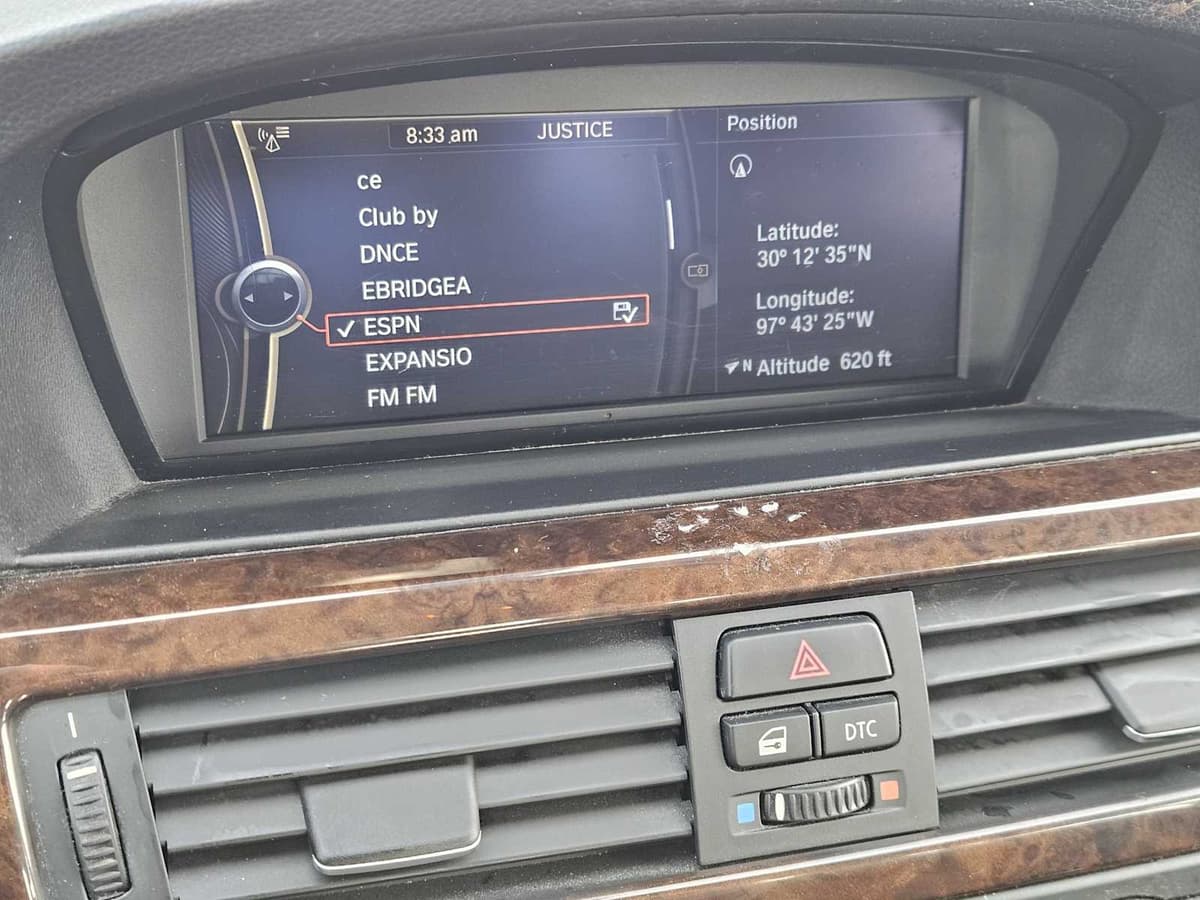 8:33 am JUSTICE
ce
Club by
DNCE
EBRIDGEA
ESPN
EXPANSIO
FM FM
Position
Latitude:
30° 12' 35"N
Longitude:
97° 43' 25"W
N Altitude 620 ft
DTC